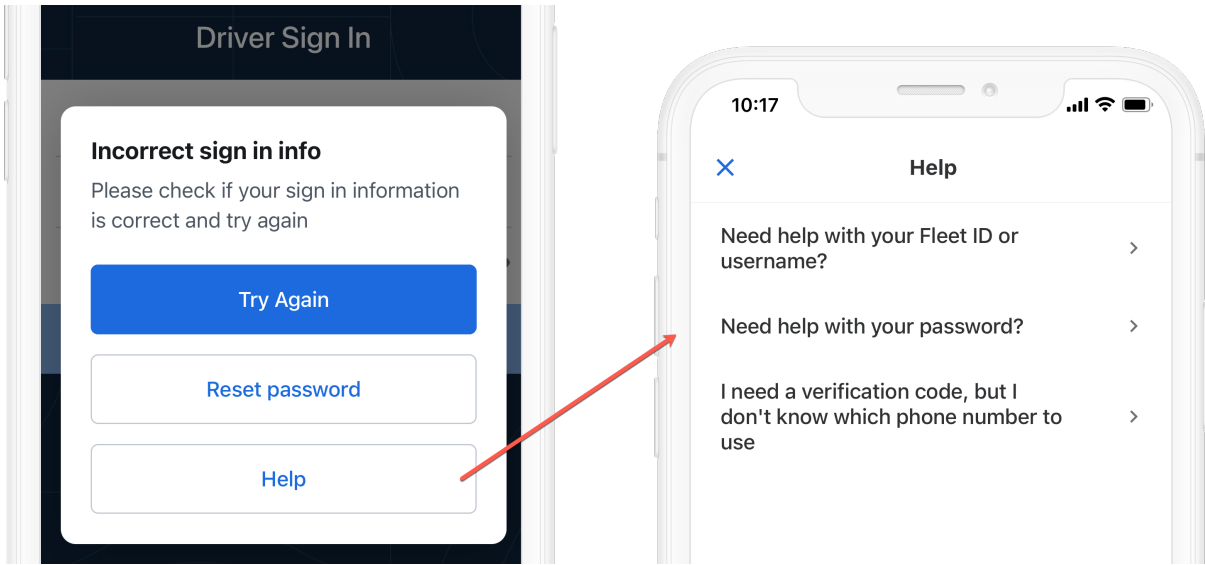 Driver Sign In
Incorrect sign in info
Please check if your sign in information
is correct and try again
Try Again
Reset password
Help
10:17
Help
Need help with your Fleet ID or
username?
Need help with your password?
I need a verification code, but I
don't know which phone number to
use